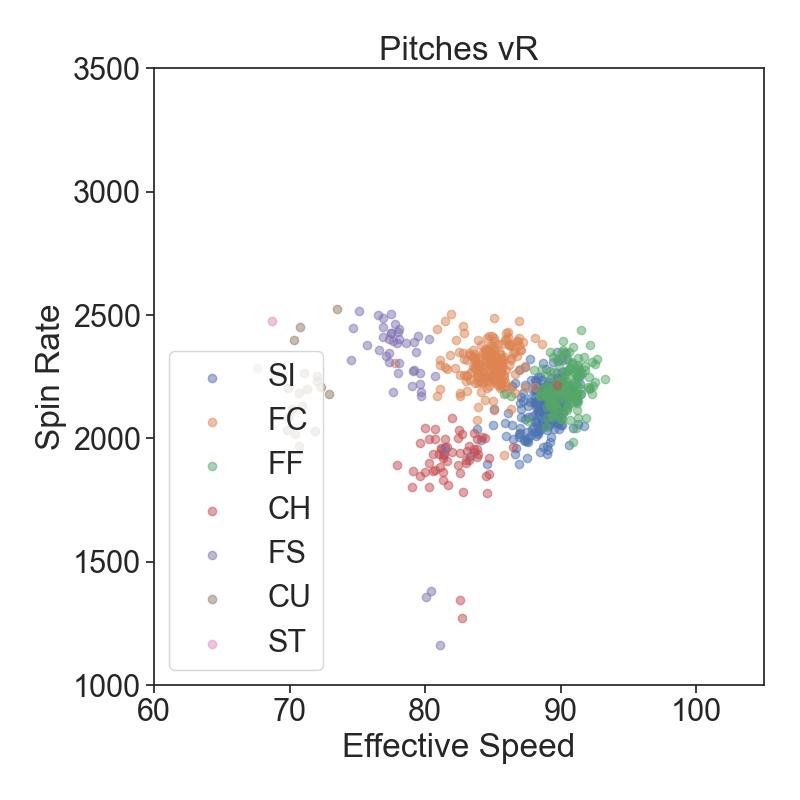 Pitches vR
3500
3000
2500
2000
1500
1000
Spin Rate
SI
FC
FF
CH
FS
CU
ST
60 70 80 90 100
Effective Speed